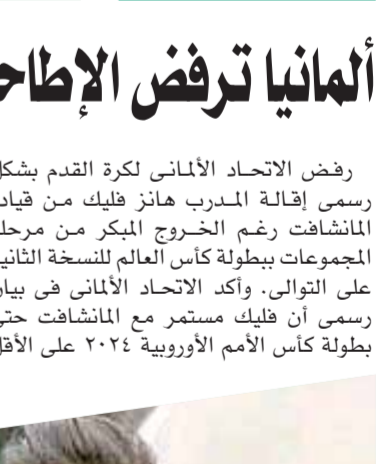 ألمانيا ترفض الإطاح
رفض الاتحاد الألمانى لكرة القدم بشكل
رسمى إقالة المدرب هانز فليك من قياد
المانشافت رغم الخروج المبكر من مرحل
المجموعات ببطولة كأس العالم للنسخة الثاني
على التوالى. وأكد الاتحاد الألمانى فى بيان
رسمى أن فليك مستمر مع المانشافت حتى
بطولة كأس الأمم الأوروبية ٢٠٢٤ على الأقل